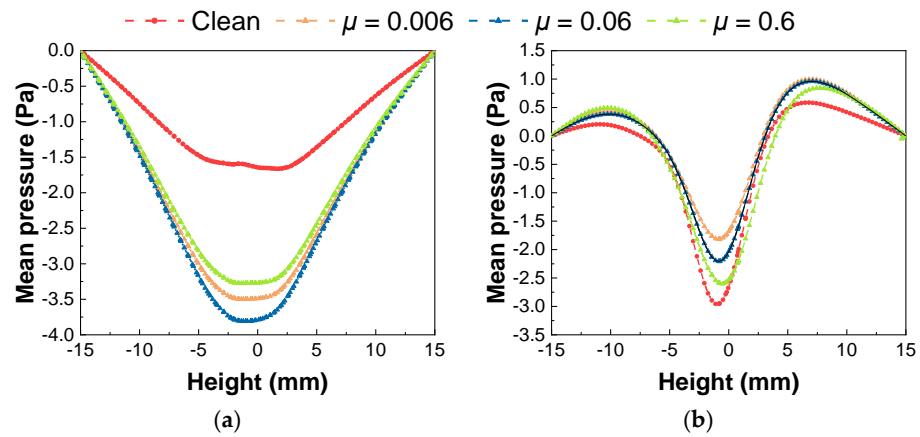 Clean μ = 0.006 μ = 0.06 μ = 0.6
Mean pressure (Pa)
0.0
-0.5
-1.0
-1.5
-2.0
-2.5
-3.0
-3.5
-4.0
-15 -10 -5 0 5 10 15
Height (mm)
(a)
Mean pressure (Pa)
1.5
1.0
0.5
0.0
-0.5
-1.0
-1.5
-2.0
-2.5
-3.0
-3.5
-15 -10 -5 0 5 10 15
Height (mm)
(b)